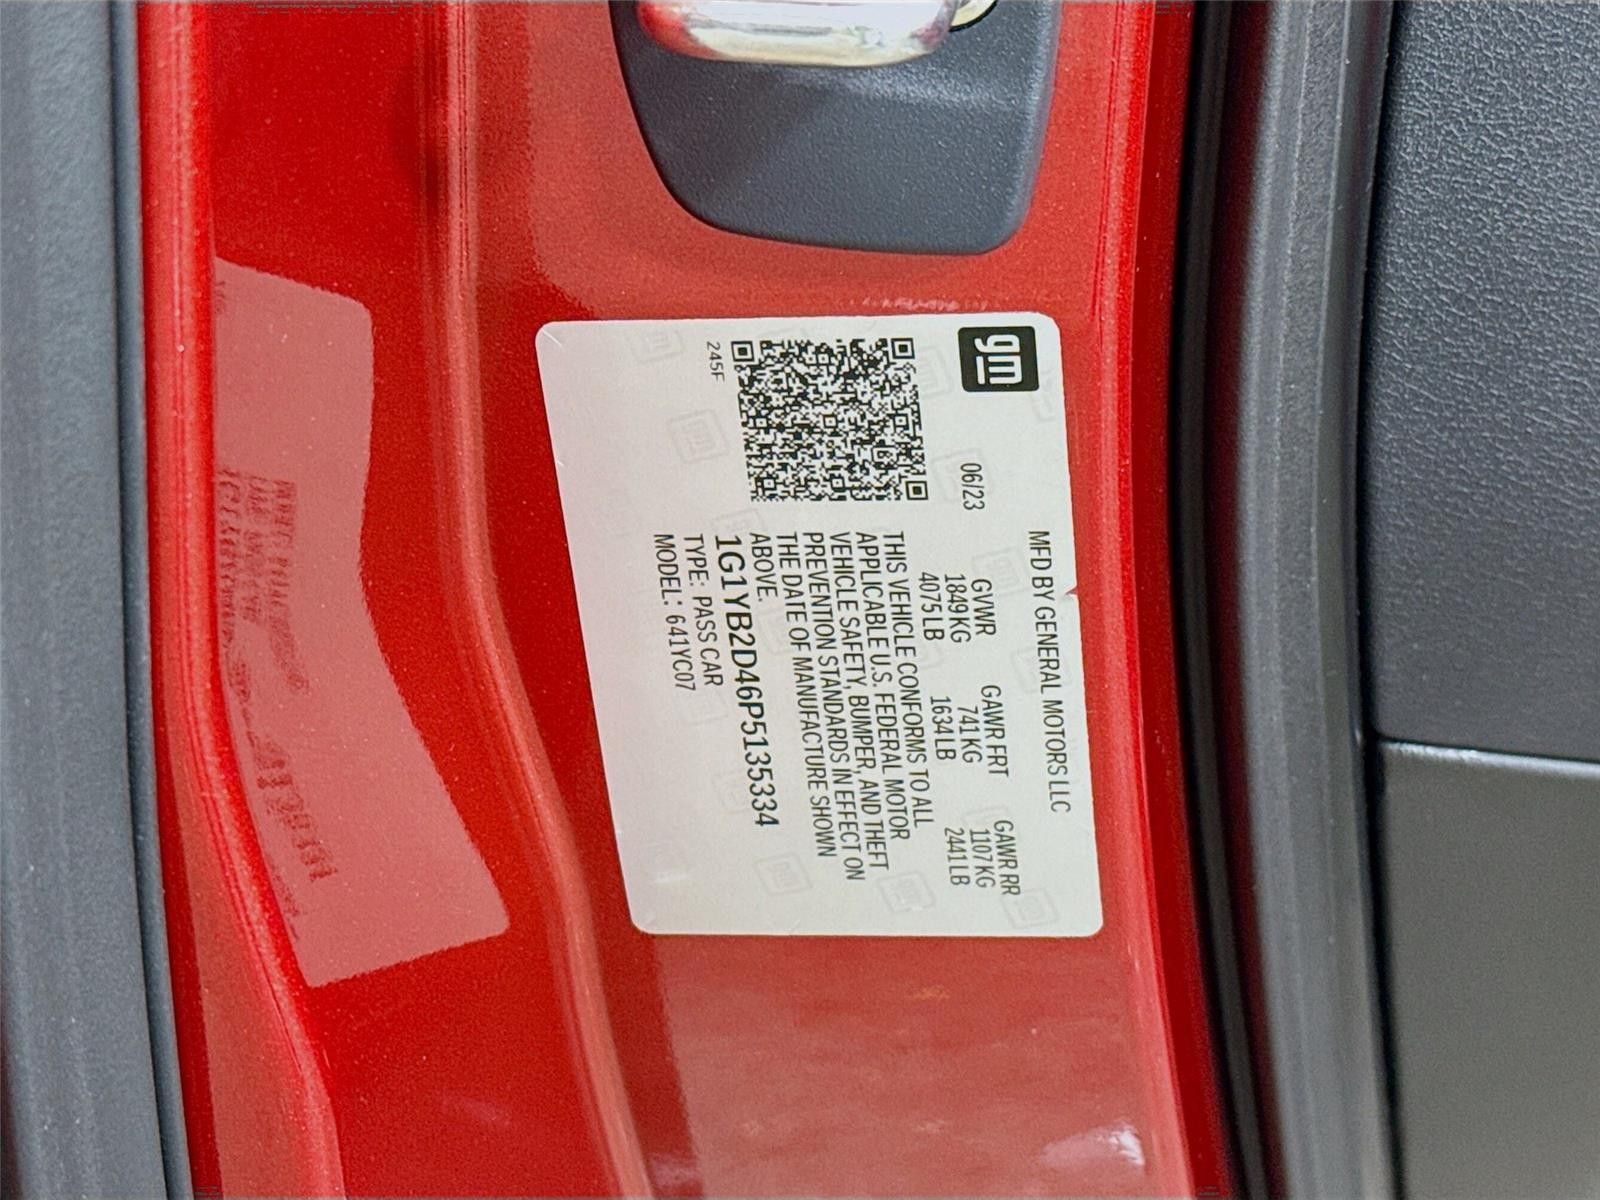 gm
MFD BY GENERAL MOTORS LLC
06/23
GVWR GAWR FRT GAWR RR
1849KG 741KG 1107KG
4075LB 1634LB 2441LB
THIS VEHICLE CONFORMS TO ALL
APPLICABLE U.S. FEDERAL MOTOR
VEHICLE SAFETY, BUMPER, AND THEFT
PREVENTION STANDARDS IN EFFECT ON
THE DATE OF MANUFACTURE SHOWN
ABOVE.
1G1YB2D46P5135334
TYPE: PASS CAR
MODEL: 641YC07
245F